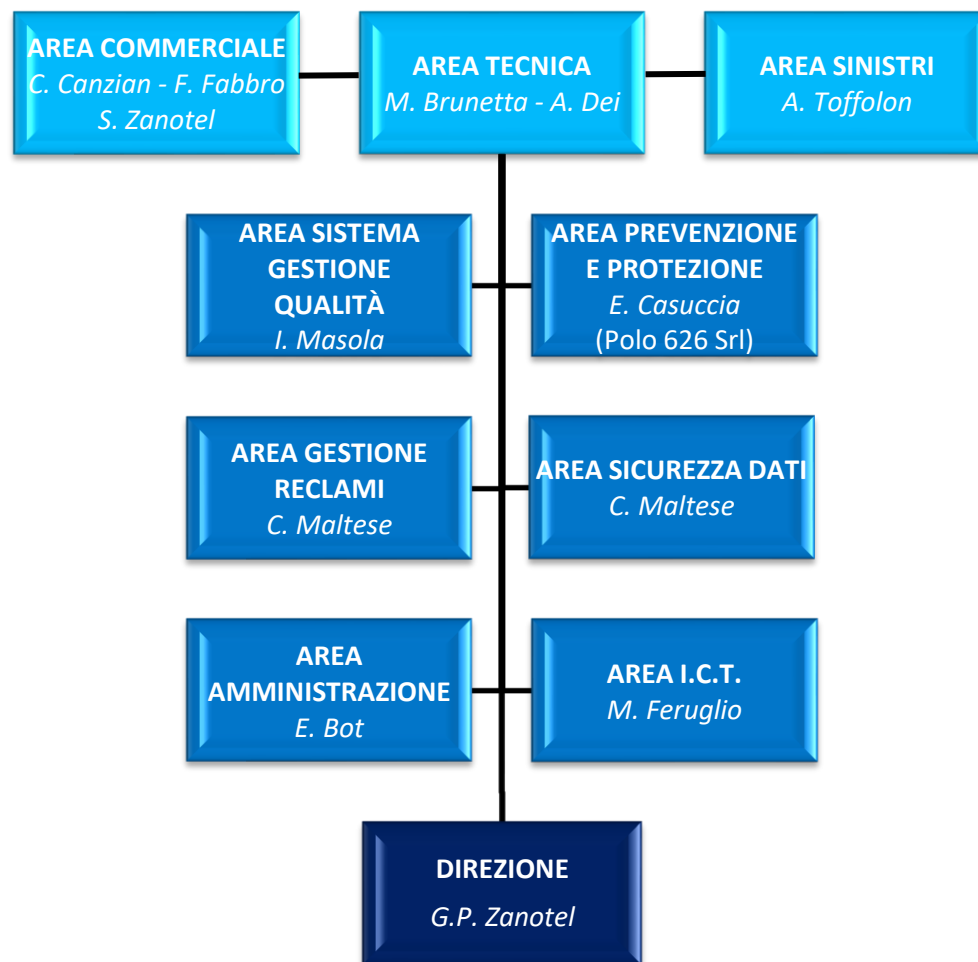 AREA COMMERCIALE
C. Canzian - F. Fabbro
S. Zanotel
AREA TECNICA
M. Brunetta - A. Dei
AREA SINISTRI
A. Toffolon
AREA SISTEMA
GESTIONE
QUALITÀ
I. Masola
AREA PREVENZIONE
E PROTEZIONE
E. Casuccia
(Polo 626 Srl)
AREA GESTIONE
RECLAMI
C. Maltese
AREA SICUREZZA DATI
C. Maltese
AREA
AMMINISTRAZIONE
E. Bot
AREA I.C.T.
M. Feruglio
DIREZIONE
G.P. Zanotel